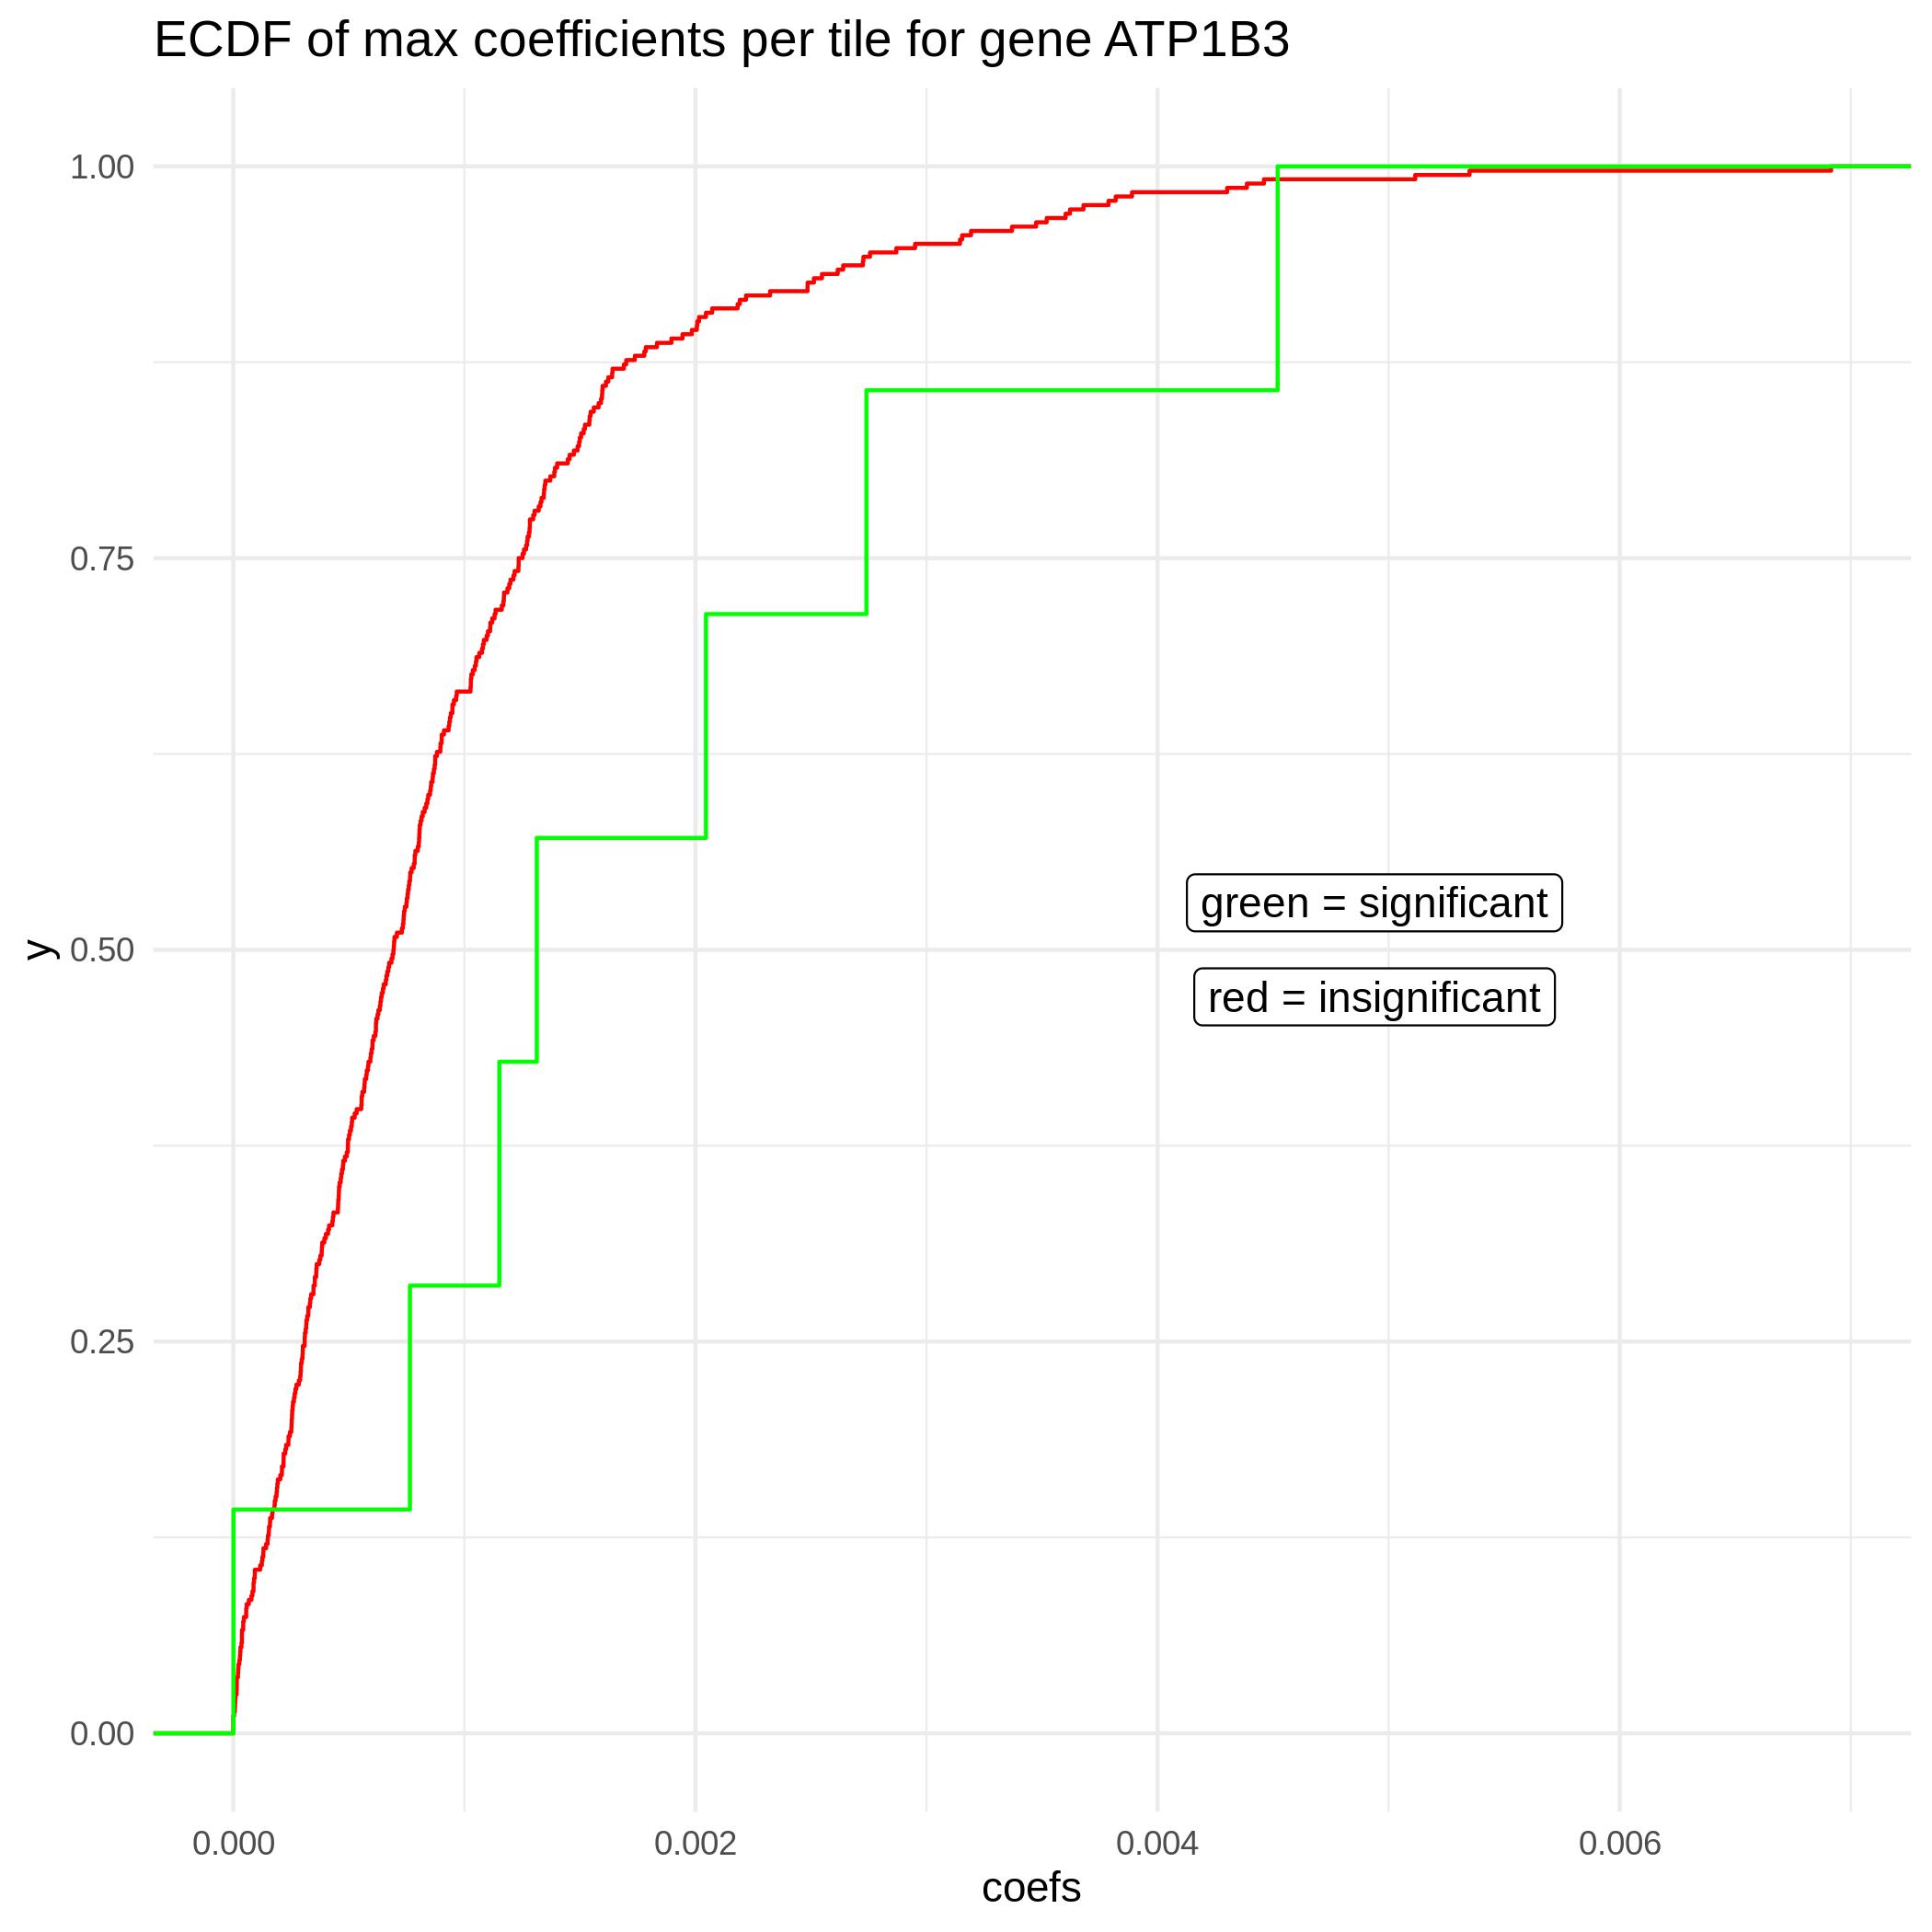 ECDF of max coefficients per tile for gene ATP1B3
1.00
0.75
0.50
0.25
0.00
y
green = significant
red = insignificant
0.000
0.002
0.004
0.006
coefs